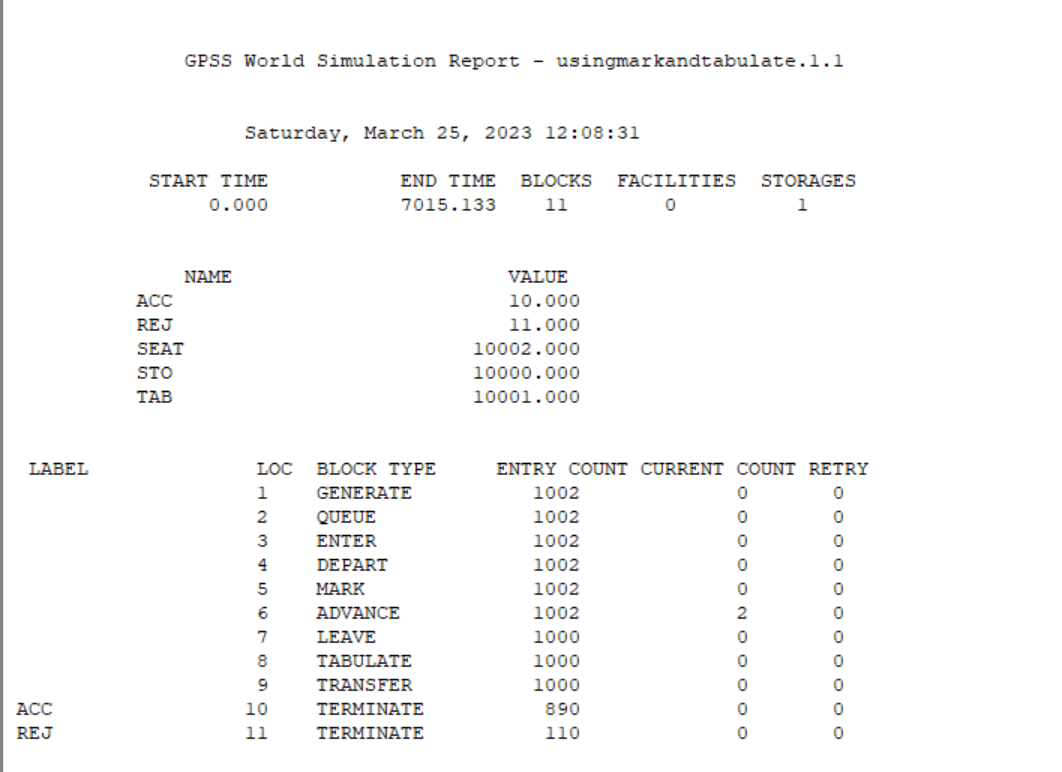 GPSS World Simulation Report - usingmarkandtabulate.1.1
Saturday, March 25, 2023 12:08:31
START TIME END TIME BLOCKS FACILITIES STORAGES
0.000 7015.133 11 0 1
NAME VALUE
ACC 10.000
REJ 11.000
SEAT 10002.000
STO 10000.000
TAB 10001.000
LABEL LOC BLOCK TYPE ENTRY COUNT CURRENT COUNT RETRY
1 GENERATE 1002 0 0
2 QUEUE 1002 0 0
3 ENTER 1002 0 0
4 DEPART 1002 0 0
5 MARK 1002 0 0
6 ADVANCE 1002 2 0
7 LEAVE 1000 0 0
8 TABULATE 1000 0 0
9 TRANSFER 1000 0 0
ACC 10 TERMINATE 890 0 0
REJ 11 TERMINATE 110 0 0